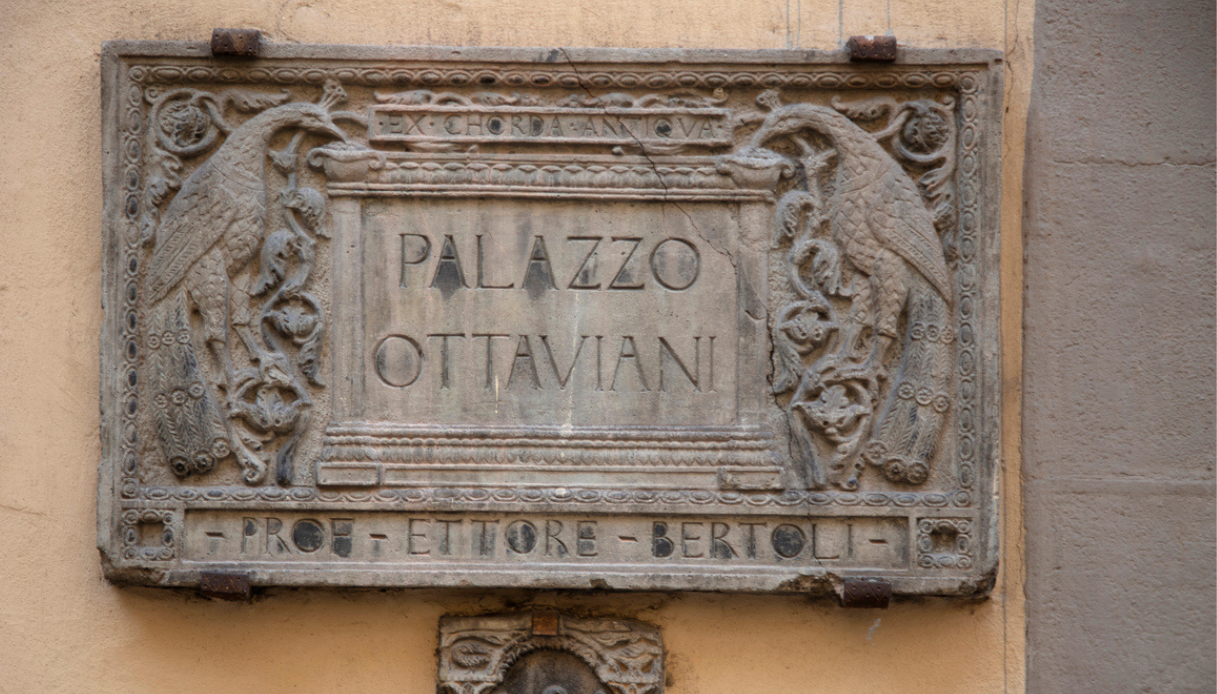 ·EX·CHORDA·ANTIQVA·
PALAZZO
OTTAVIANI
-PROF-ETTORE-BERTOLI-